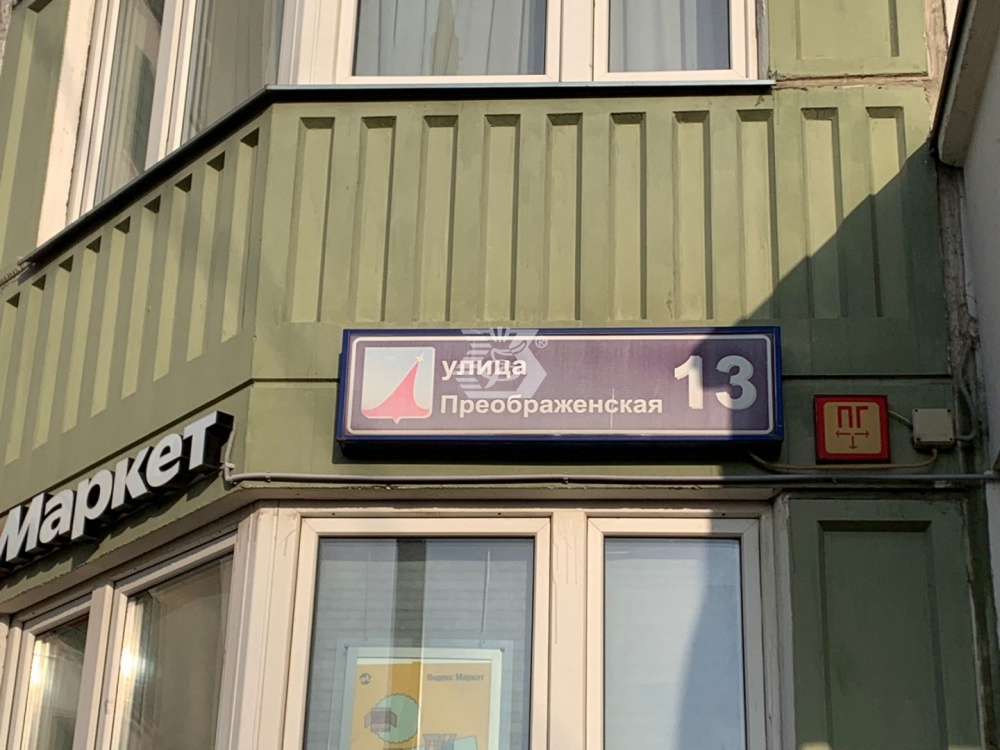 улица
Преображенская
13
ПГ
Маркет
Яндекс Маркет